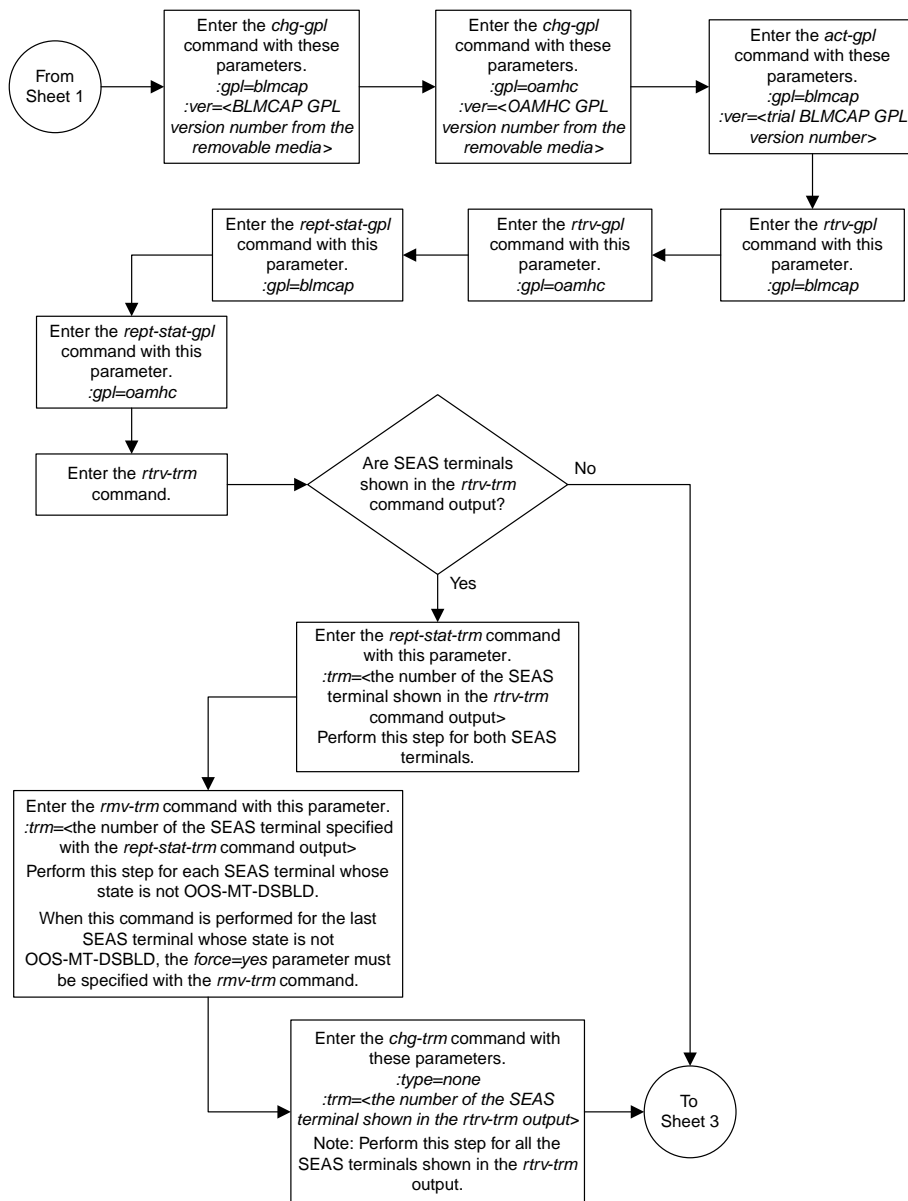 From
Sheet 1
Enter the chg-gpl
command with these
parameters.
:gpl=blmcap
:ver=<BLMCAP GPL
version number from the
removable media>
Enter the chg-gpl
command with these
parameters.
:gpl=oamhc
:ver=<OAMHC GPL
version number from the
removable media>
Enter the act-gpl
command with these
parameters.
:gpl=blmcap
:ver=<trial BLMCAP GPL
version number>
Enter the rtrv-gpl
command with this
parameter.
:gpl=blmcap
Enter the rtrv-gpl
command with this
parameter.
:gpl=oamhc
Enter the rept-stat-gpl
command with this
parameter.
:gpl=blmcap
Enter the rept-stat-gpl
command with this
parameter.
:gpl=oamhc
Enter the rtrv-trm
command.
Are SEAS terminals
shown in the rtrv-trm
command output?
No
Yes
Enter the rept-stat-trm command
with this parameter.
:trm=<the number of the SEAS
terminal shown in the rtrv-trm
command output>
Perform this step for both SEAS
terminals.
Enter the rmv-trm command with this parameter.
:trm=<the number of the SEAS terminal specified
with the rept-stat-trm command output>
Perform this step for each SEAS terminal whose
state is not OOS-MT-DSBLD.
When this command is performed for the last
SEAS terminal whose state is not
OOS-MT-DSBLD, the force=yes parameter must
be specified with the rmv-trm command.
Enter the chg-trm command with
these parameters.
:type=none
:trm=<the number of the SEAS
terminal shown in the rtrv-trm output>
Note: Perform this step for all the
SEAS terminals shown in the rtrv-trm
output.
To
Sheet 3